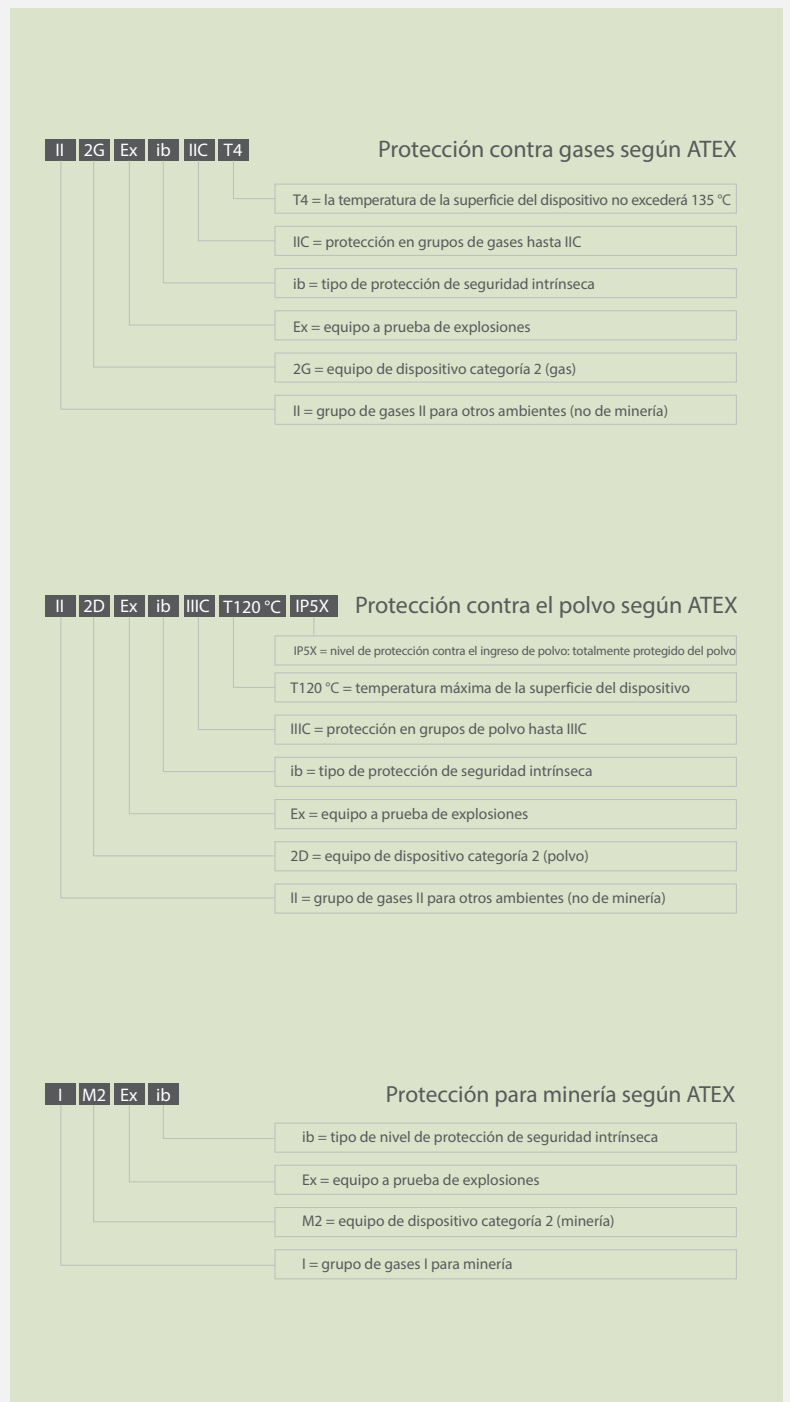 II 2G Ex ib IIC T4 Protección contra gases según ATEX
T4 = la temperatura de la superficie del dispositivo no excederá 135 °C
IIC = protección en grupos de gases hasta IIC
ib = tipo de protección de seguridad intrínseca
Ex = equipo a prueba de explosiones
2G = equipo de dispositivo categoría 2 (gas)
II = grupo de gases II para otros ambientes (no de minería)
II 2D Ex ib IIIC T120 °C IP5X Protección contra el polvo según ATEX
IP5X = nivel de protección contra el ingreso de polvo: totalmente protegido del polvo
T120 °C = temperatura máxima de la superficie del dispositivo
IIIC = protección en grupos de polvo hasta IIIC
ib = tipo de protección de seguridad intrínseca
Ex = equipo a prueba de explosiones
2D = equipo de dispositivo categoría 2 (polvo)
II = grupo de gases II para otros ambientes (no de minería)
I M2 Ex ib Protección para minería según ATEX
ib = tipo de nivel de protección de seguridad intrínseca
Ex = equipo a prueba de explosiones
M2 = equipo de dispositivo categoría 2 (minería)
I = grupo de gases I para minería